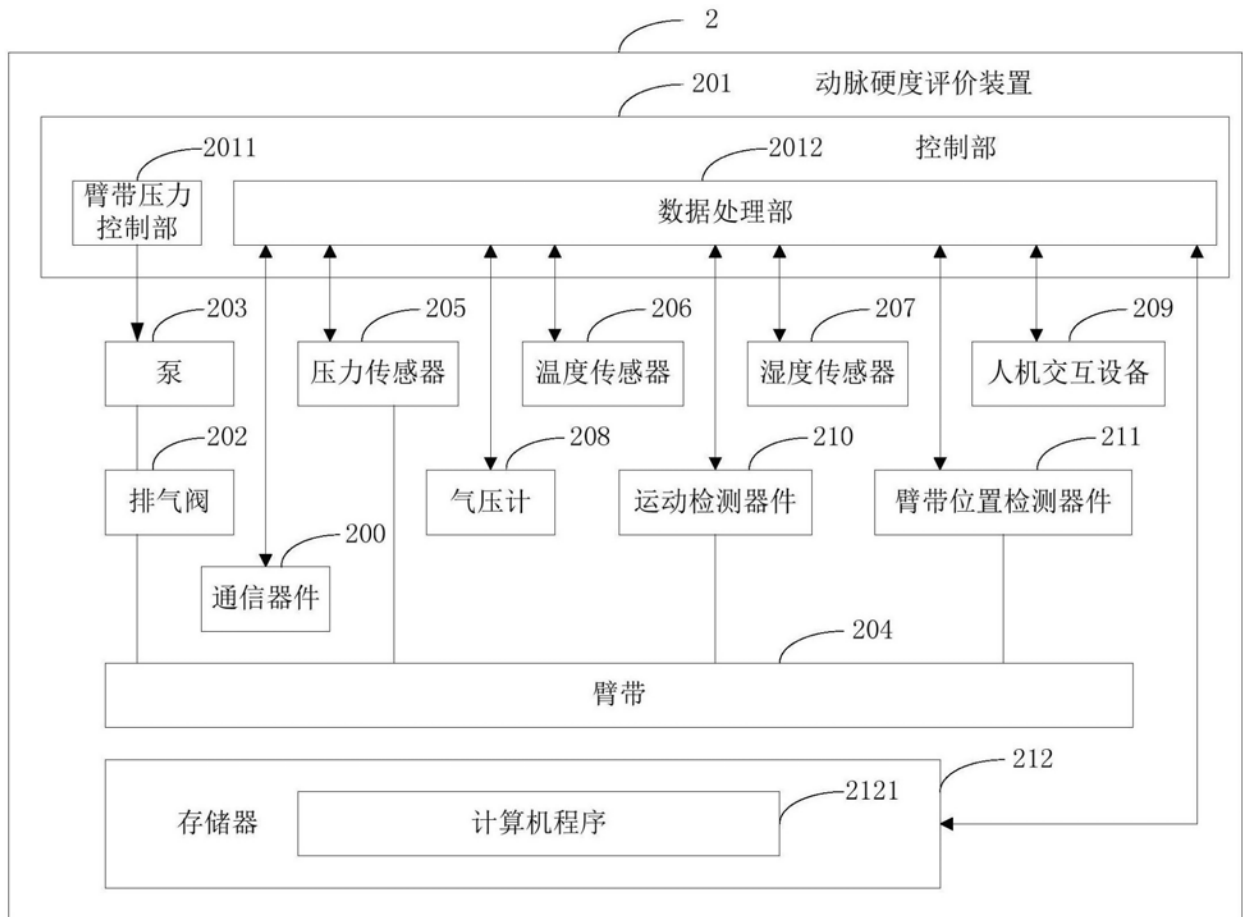 2
动脉硬度评价装置
201
控制部
2011
2012
臂带压力
控制部
数据处理部
203
205
206
207
209
泵
压力传感器
温度传感器
湿度传感器
人机交互设备
202
208
210
211
排气阀
气压计
运动检测器件
臂带位置检测器件
200
通信器件
204
臂带
212
2121
存储器
计算机程序